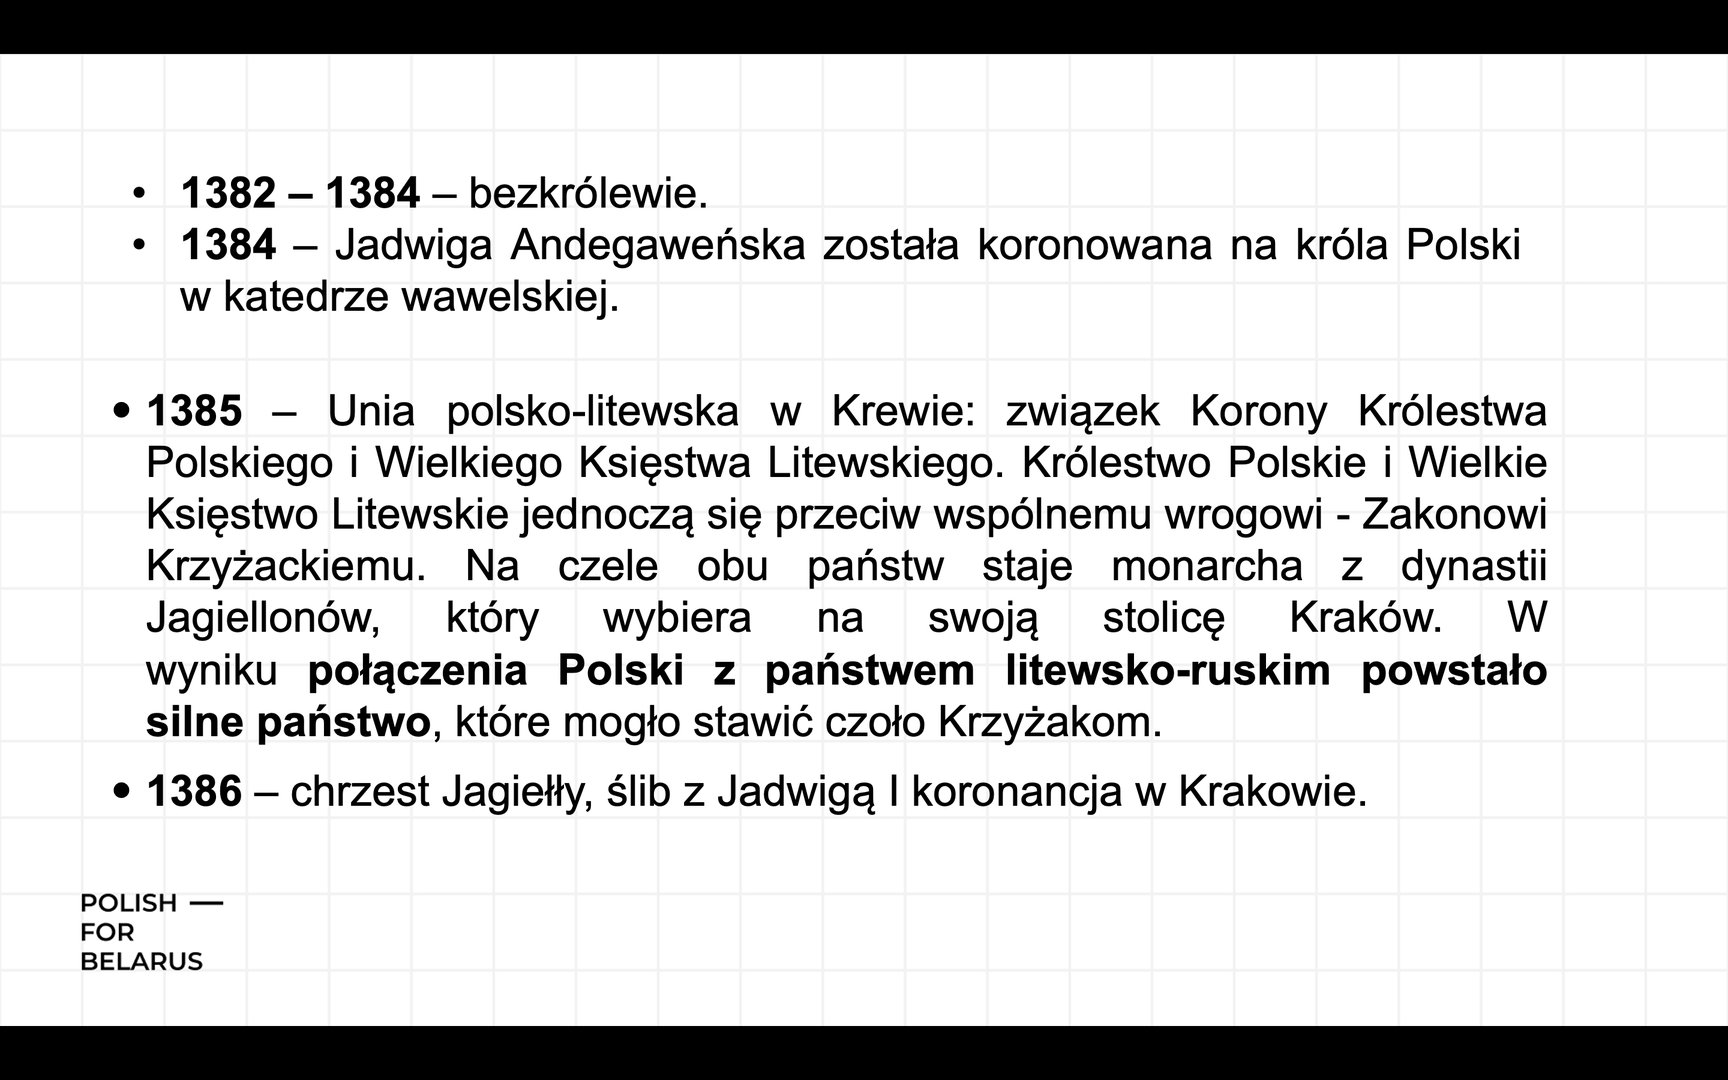 • 1382 – 1384 – bezkrólewie.
• 1384 – Jadwiga Andegaweńska została koronowana na króla Polski
w katedrze wawelskiej.
• 1385 – Unia polsko-litewska w Krewie: związek Korony Królestwa
Polskiego i Wielkiego Księstwa Litewskiego. Królestwo Polskie i Wielkie
Księstwo Litewskie jednoczą się przeciw wspólnemu wrogowi - Zakonowi
Krzyżackiemu. Na czele obu państw staje monarcha z dynastii
Jagiellonów, który wybiera na swoją stolicę Kraków. W
wyniku połączenia Polski z państwem litewsko-ruskim powstało
silne państwo, które mogło stawić czoło Krzyżakom.
• 1386 – chrzest Jagiełły, ślib z Jadwigą I koronancja w Krakowie.
POLISH —
FOR
BELARUS